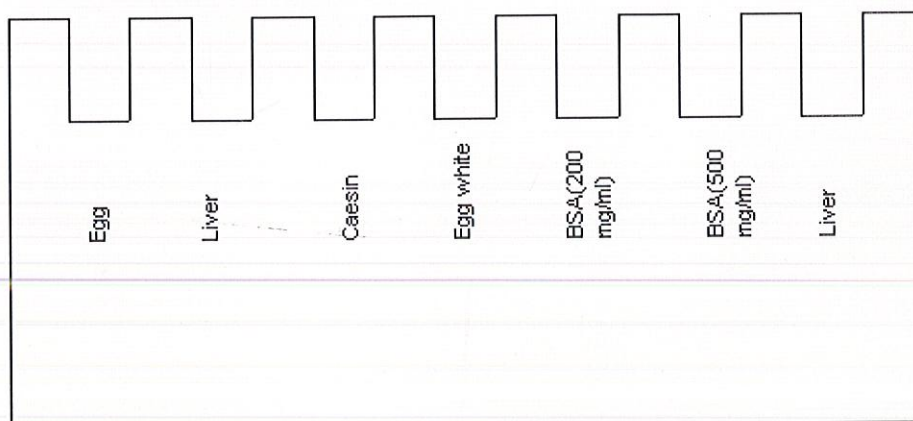 Egg
Liver
Caesin
Egg white
BSA(200
mg/ml)
BSA(500
mg/ml)
Liver